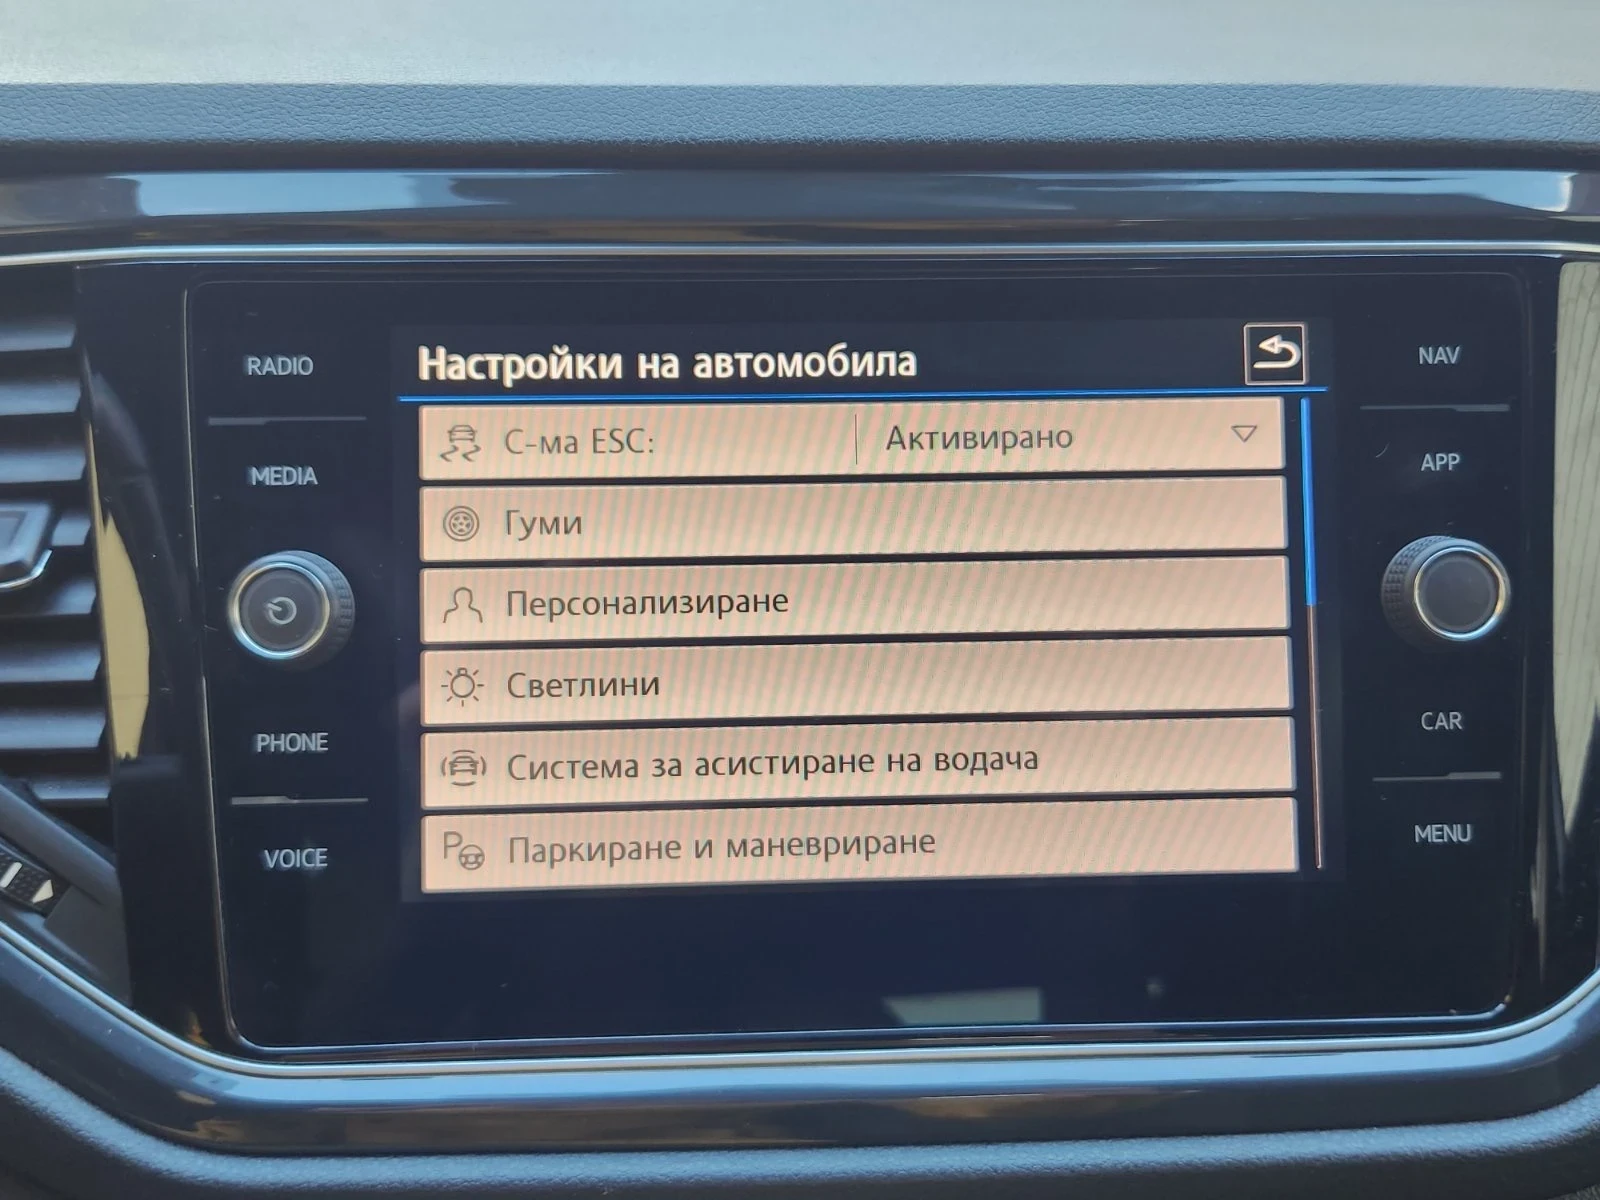 RADIO
MEDIA
PHONE
VOICE
Настройки на автомобила
С-ма ESC: Активирано
Гуми
Персонализиране
Светлини
Система за асистиране на водача
P Паркиране и маневриране
NAV
APP
CAR
MENU